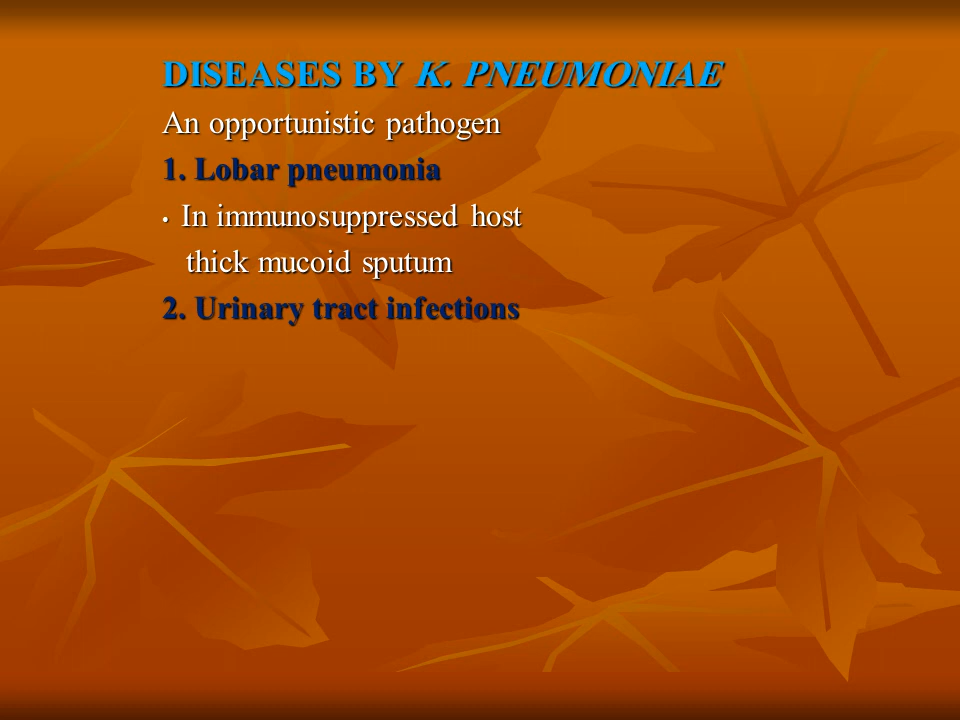 DISEASES BY K. PNEUMONIAE
An opportunistic pathogen
1. Lobar pneumonia
• In immunosuppressed host
thick mucoid sputum
2. Urinary tract infections